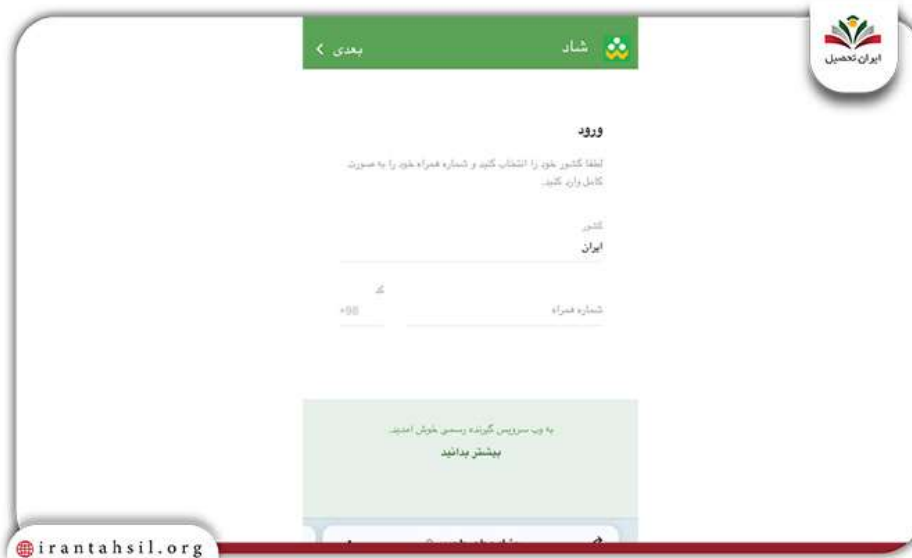 ایران تحصیل
شاد
بعدی
ورود
لطفا کشور خود را انتخاب کنید و شماره همراه خود را به صورت
کامل وارد کنید.
کشور
ایران
کد
+98
شماره همراه
به وب سرویس گیرنده رسمی خوش آمدید.
بیشتر بدانید
irantahsil.org